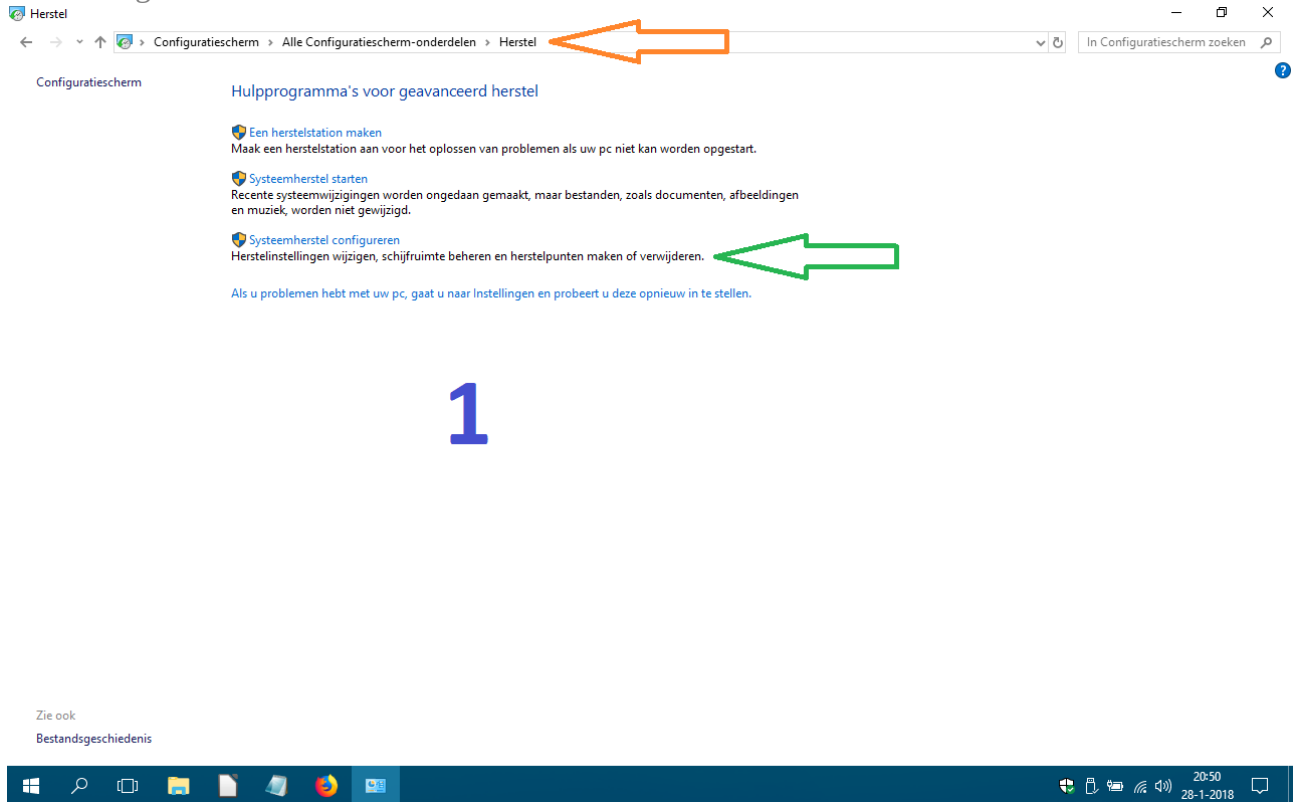 Herstel
Configuratiescherm › Alle Configuratiescherm-onderdelen › Herstel
In Configuratiescherm zoeken
Configuratiescherm
Hulpprogramma's voor geavanceerd herstel
Een herstelstation maken
Maak een herstelstation aan voor het oplossen van problemen als uw pc niet kan worden opgestart.
Systeemherstel starten
Recente systeemwijzigingen worden ongedaan gemaakt, maar bestanden, zoals documenten, afbeeldingen
en muziek, worden niet gewijzigd.
Systeemherstel configureren
Herstelinstellingen wijzigen, schijfruimte beheren en herstelpunten maken of verwijderen.
Als u problemen hebt met uw pc, gaat u naar Instellingen en probeert u deze opnieuw in te stellen.
1
Zie ook
Bestandsgeschiedenis
20:50
28-1-2018